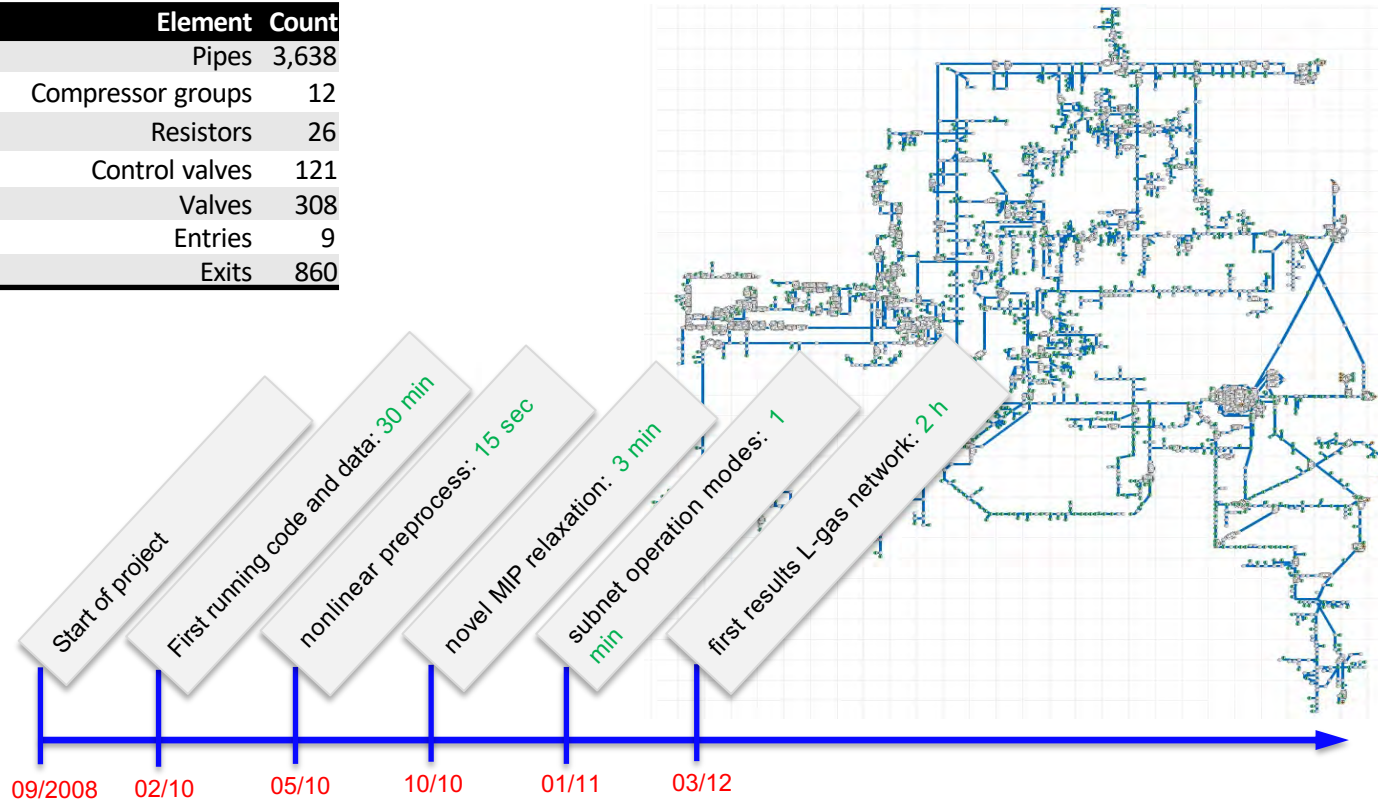 Element Count
Pipes 3,638
Compressor groups 12
Resistors 26
Control valves 121
Valves 308
Entries 9
Exits 860
Start of project
First running code and data: 30 min
nonlinear preprocess: 15 sec
novel MIP relaxation: 3 min
subnet operation modes: 1
min
first results L-gas network: 2 h
09/2008 02/10 05/10 10/10 01/11 03/12